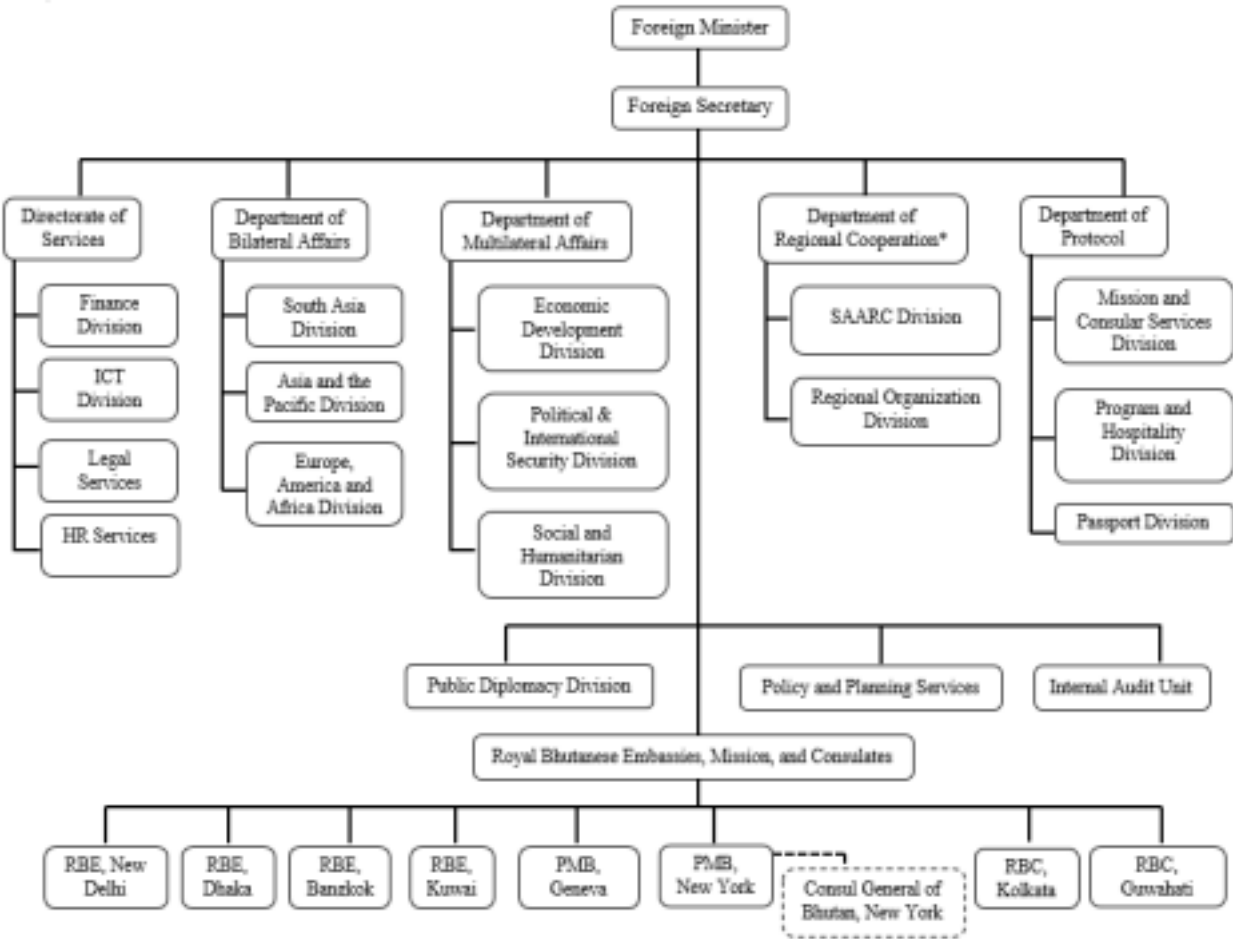 Foreign Minister
Foreign Secretary
Directorate of
Services
Department of
Bilateral Affairs
Department of
Multilateral Affairs
Department of
Regional Cooperation*
Department of
Protocol
Finance
Division
ICT
Division
Legal
Services
HR Services
South Asia
Division
Asia and the
Pacific Division
Europe,
America and
Africa Division
Economic
Development
Division
Political &
International
Security Division
Social and
Humanitarian
Division
SAARC Division
Regional Organization
Division
Mission and
Consular Services
Division
Program and
Hospitality
Division
Passport Division
Public Diplomacy Division
Policy and Planning Services
Internal Audit Unit
Royal Bhutanese Embassies, Mission, and Consulates
RBE, New
Delhi
RBE,
Dhaka
RBE,
Bangkok
RBE,
Kuwai
PMB,
Geneva
PMB,
New York
Consul General of
Bhutan, New York
RBC,
Kolkata
RBC,
Guwahati